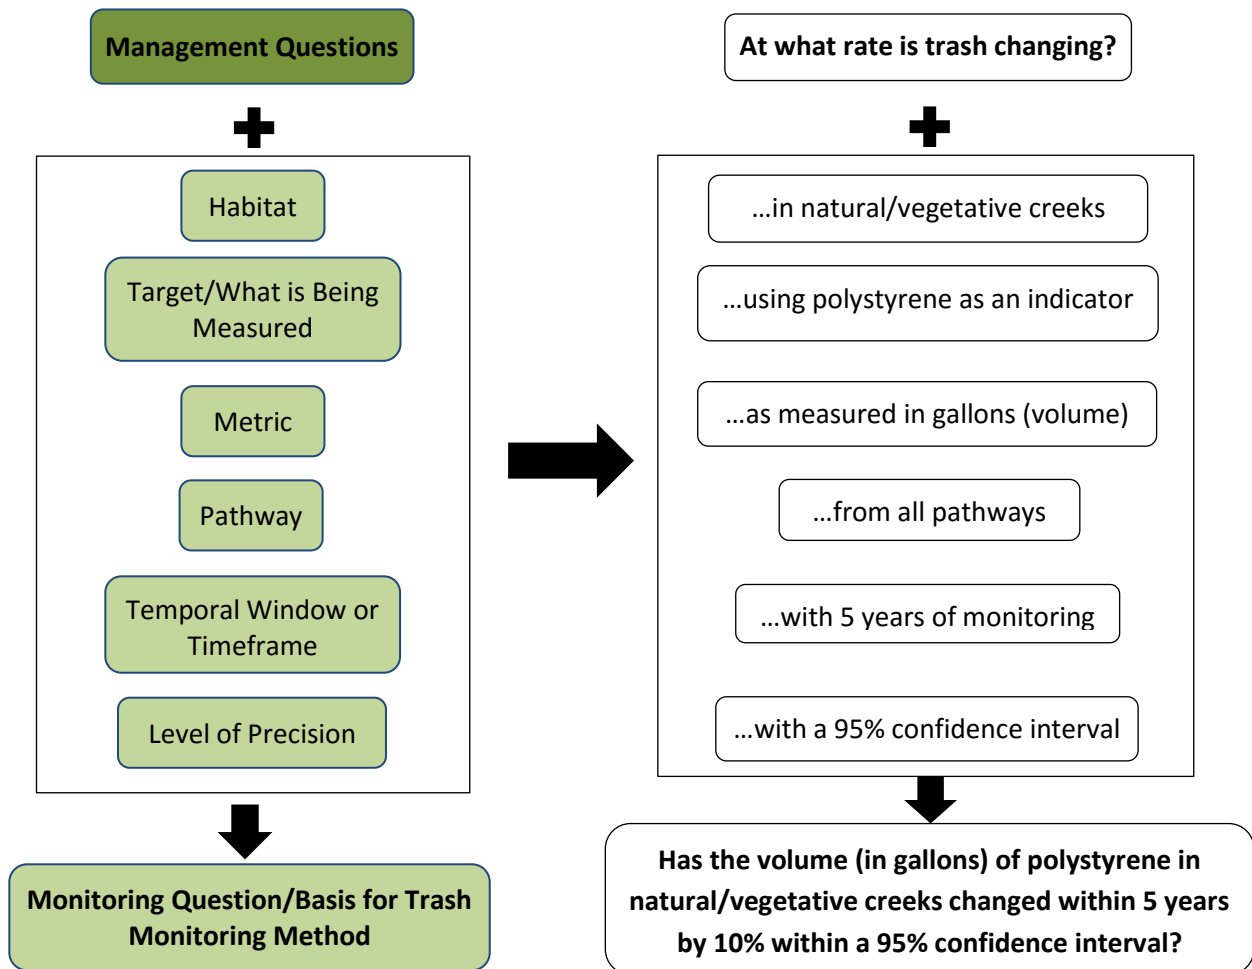 Management Questions
Habitat
Target/What is Being
Measured
Metric
Pathway
Temporal Window or
Timeframe
Level of Precision
Monitoring Question/Basis for Trash
Monitoring Method
At what rate is trash changing?
...in natural/vegetative creeks
...using polystyrene as an indicator
...as measured in gallons (volume)
...from all pathways
...with 5 years of monitoring
...with a 95% confidence interval
Has the volume (in gallons) of polystyrene in
natural/vegetative creeks changed within 5 years
by 10% within a 95% confidence interval?